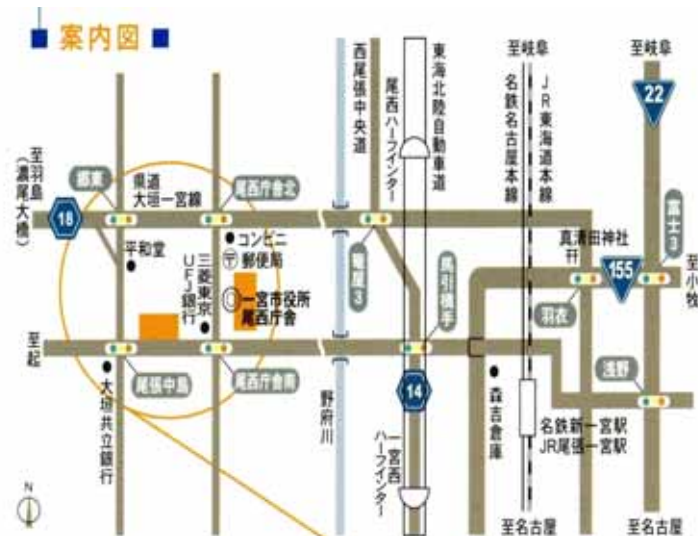 案内図
至岐阜
至岐阜
22
西尾張中央道
尾西ハーフインター
東海北陸自動車道
名鉄名古屋本線
JR東海道本線
至羽島
(濃尾大橋)
18
県道
大垣一宮線
尾西庁舎北
富士3
平和堂
コンビニ
〒郵便局
三菱東京
UFJ銀行
一宮市役所
尾西庁舎
馬引横手
真清田神社
155
至小牧
羽衣
至起
尾張中島
尾西庁舎南
14
浅野
大垣共立銀行
野府川
一宮西
ハーフインター
森吉倉庫
名鉄新一宮駅
JR尾張一宮駅
N
至名古屋
至名古屋